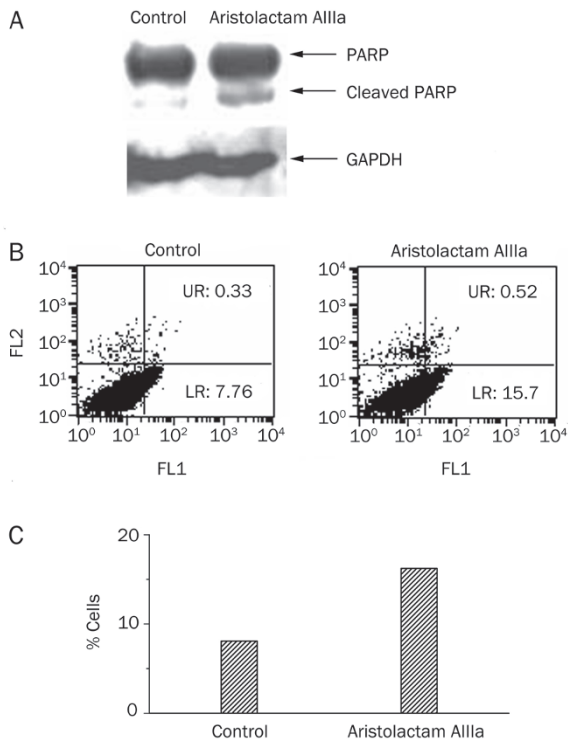 A
Control Aristolactam AIIIa
PARP
Cleaved PARP
GAPDH
B
Control
FL2
10⁴
10³
10²
10¹
10⁰
UR: 0.33
LR: 7.76
10⁰ 10¹ 10² 10³ 10⁴
FL1
Aristolactam AIIIa
10⁴
10³
10²
10¹
10⁰
UR: 0.52
LR: 15.7
10⁰ 10¹ 10² 10³ 10⁴
FL1
C
% Cells
20
10
0
Control Aristolactam AIIIa